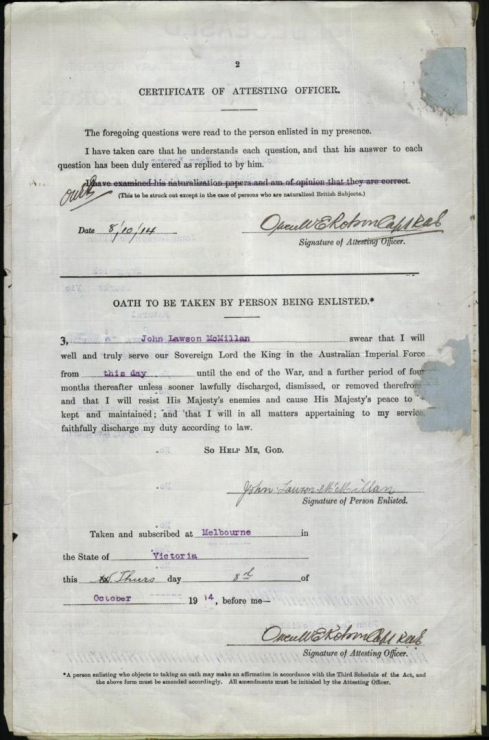 2
CERTIFICATE OF ATTESTING OFFICER.
The foregoing questions were read to the person enlisted in my presence.
I have taken care that he understands each question, and that his answer to each
question has been duly entered as replied to by him.
I have examined his naturalization papers and am of opinion that they are correct.
(This to be struck out except in the case of persons who are naturalized British Subjects.)
Date 8/10/14
Signature of Attesting Officer.
OATH TO BE TAKEN BY PERSON BEING ENLISTED.*
I, John Lawson McMillan swear that I will
well and truly serve our Sovereign Lord the King in the Australian Imperial Force
from this day until the end of the War, and a further period of four
months thereafter unless sooner lawfully discharged, dismissed, or removed therefrom
and that I will resist His Majesty's enemies and cause His Majesty's peace to
kept and maintained; and that I will in all matters appertaining to my service
faithfully discharge my duty according to law.
SO HELP ME, GOD.
John Lawson McMillan
Signature of Person Enlisted.
Taken and subscribed at Melbourne in
the State of Victoria
this Thurs day 8th of
October 1914, before me—
Signature of Attesting Officer.
*A person enlisting who objects to taking an oath may make an affirmation in accordance with the Third Schedule of the Act, and
the above form must be amended accordingly. All amendments must be initialed by the Attesting Officer.